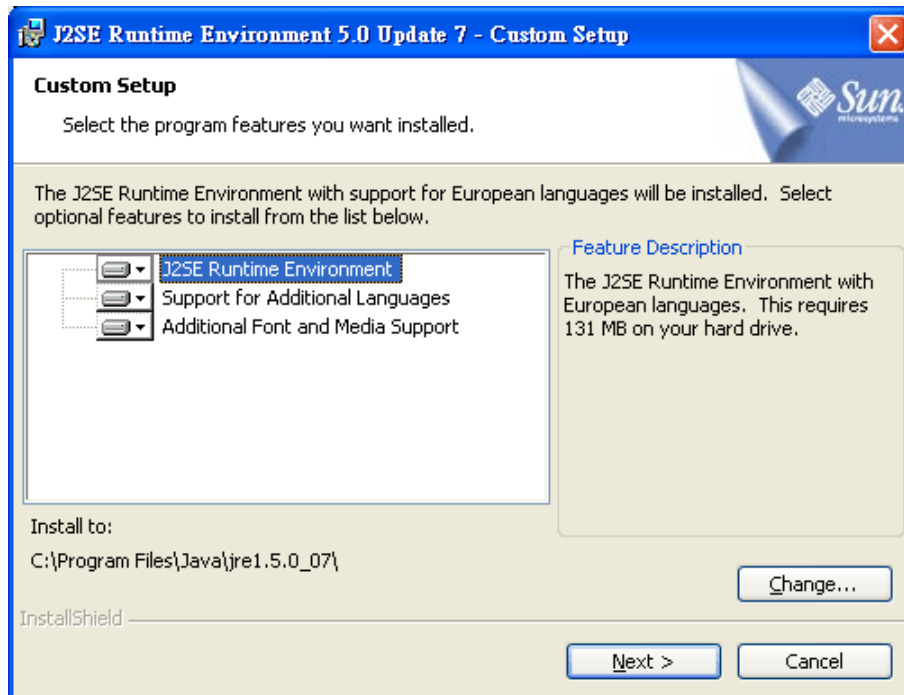 J2SE Runtime Environment 5.0 Update 7 - Custom Setup
Custom Setup
Select the program features you want installed.
Sun
microsystems
The J2SE Runtime Environment with support for European languages will be installed. Select
optional features to install from the list below.
J2SE Runtime Environment
Support for Additional Languages
Additional Font and Media Support
Feature Description
The J2SE Runtime Environment with
European languages. This requires
131 MB on your hard drive.
Install to:
C:\Program Files\Java\jre1.5.0_07\
Change...
InstallShield
Next >
Cancel